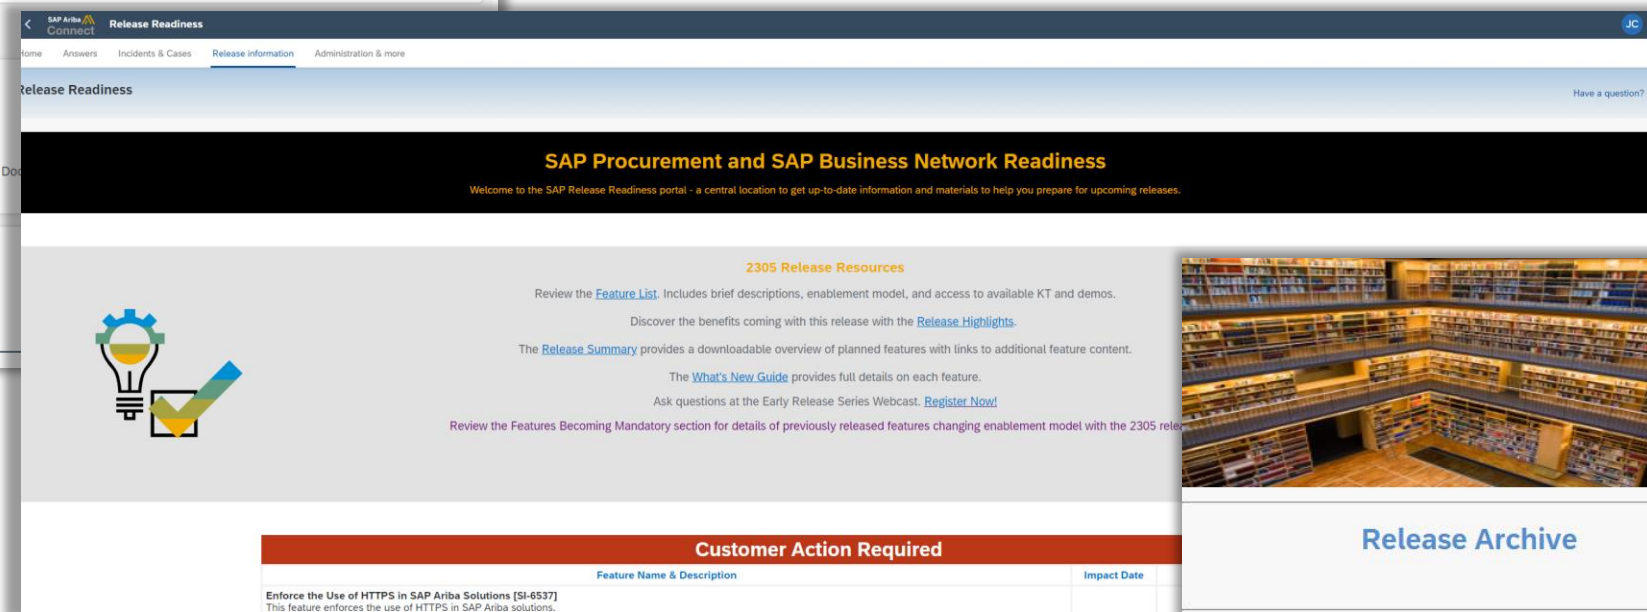 SAP Ariba
Connect
Release Readiness
JC
Home Answers Incidents & Cases Release information Administration & more
Release Readiness
Have a question?
SAP Procurement and SAP Business Network Readiness
Welcome to the SAP Release Readiness portal - a central location to get up-to-date information and materials to help you prepare for upcoming releases.
2305 Release Resources
Review the Feature List. Includes brief descriptions, enablement model, and access to available KT and demos.
Discover the benefits coming with this release with the Release Highlights.
The Release Summary provides a downloadable overview of planned features with links to additional feature content.
The What's New Guide provides full details on each feature.
Ask questions at the Early Release Series Webcast. Register Now!
Review the Features Becoming Mandatory section for details of previously released features changing enablement model with the 2305
Customer Action Required
Feature Name & Description Impact Date
Enforce the Use of HTTPS in SAP Ariba Solutions [SI-6537]
This feature enforces the use of HTTPS in SAP Ariba solutions.
Release Archive